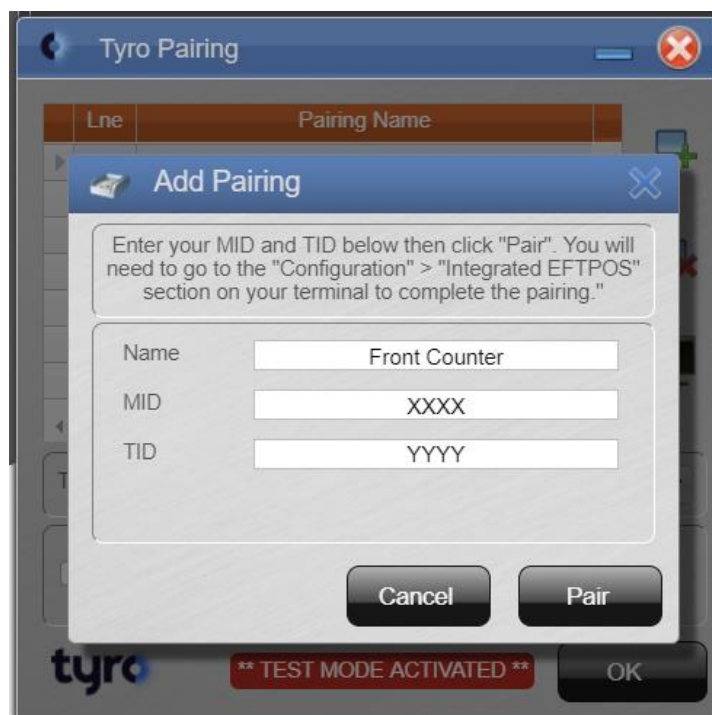 Tyro Pairing
Lne Pairing Name
Add Pairing
Enter your MID and TID below then click "Pair". You will
need to go to the "Configuration" > "Integrated EFTPOS"
section on your terminal to complete the pairing."
Name Front Counter
MID XXXX
TID YYYY
T
Cancel Pair
tyro ** TEST MODE ACTIVATED ** OK